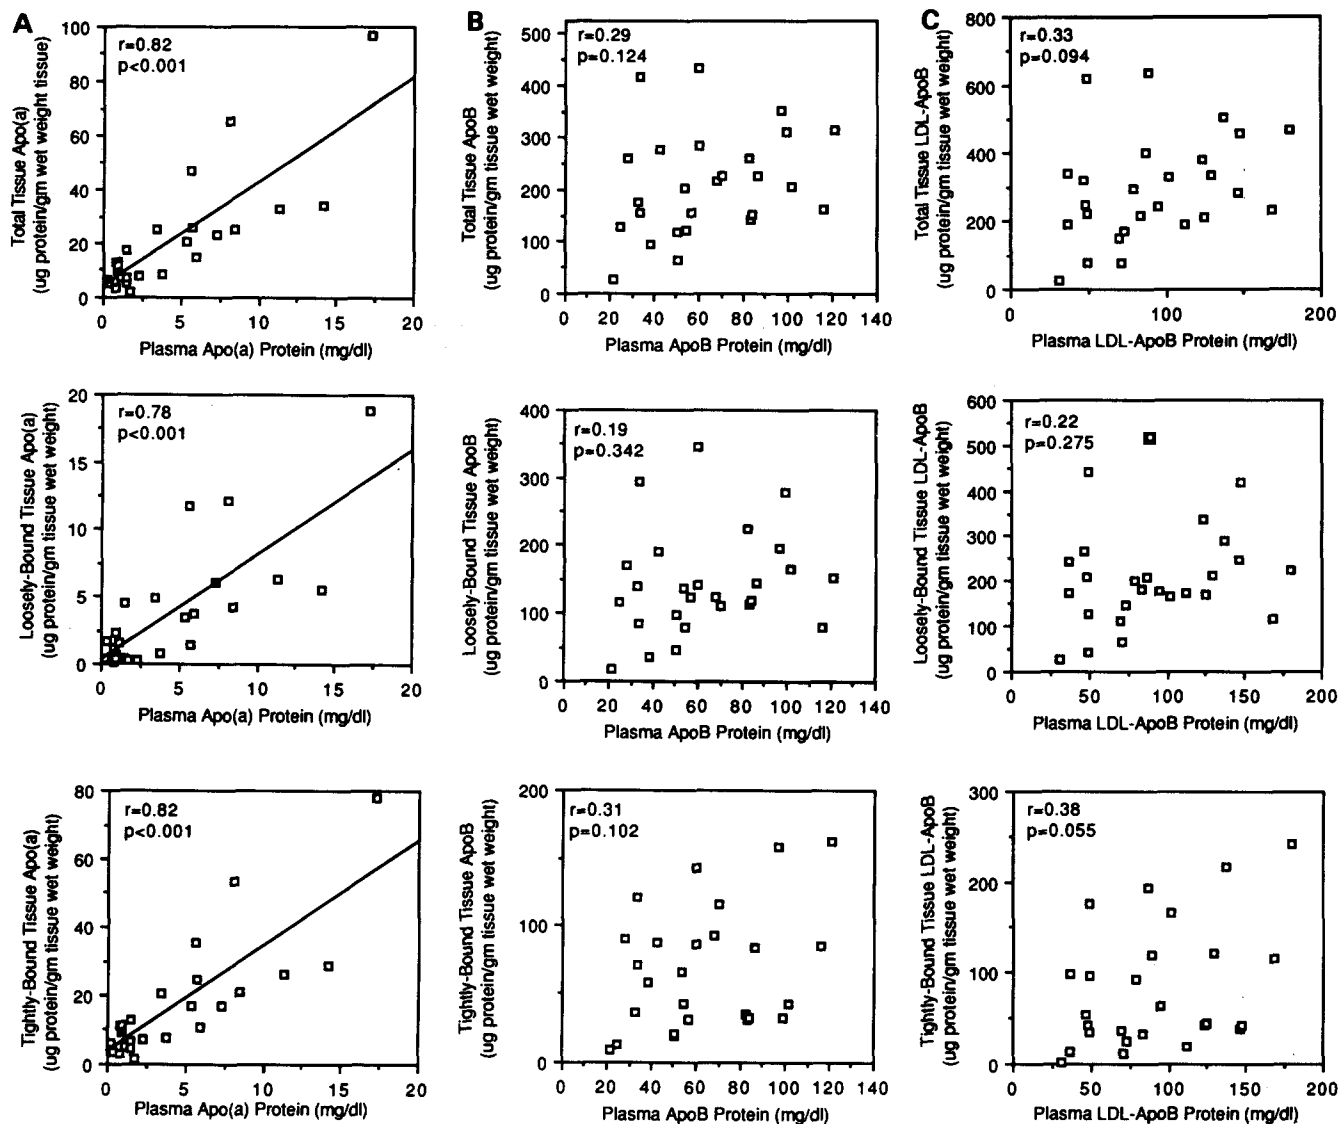 A
r=0.82
p<0.001
100
80
60
40
20
0
0 5 10 15 20
Total Tissue Apo(a)
(ug protein/gm wet weight tissue)
Plasma Apo(a) Protein (mg/dl)
B
r=0.29
p=0.124
500
400
300
200
100
0
0 20 40 60 80 100 120 140
Total Tissue ApoB
(ug protein/gm tissue wet weight)
Plasma ApoB Protein (mg/dl)
C
r=0.33
p=0.094
800
600
400
200
0
0 100 200
Total Tissue LDL-ApoB
(ug protein/gm tissue wet weight)
Plasma LDL-ApoB Protein (mg/dl)
r=0.78
p<0.001
20
15
10
5
0
0 5 10 15 20
Loosely-Bound Tissue Apo(a)
(ug protein/gm tissue wet weight)
Plasma Apo(a) Protein (mg/dl)
r=0.19
p=0.342
400
300
200
100
0
0 20 40 60 80 100 120 140
Loosely-Bound Tissue ApoB
(ug protein/gm tissue wet weight)
Plasma ApoB Protein (mg/dl)
r=0.22
p=0.275
600
500
400
300
200
100
0
0 50 100 150 200
Loosely-Bound Tissue LDL-ApoB
(ug protein/gm tissue wet weight)
Plasma LDL-ApoB Protein (mg/dl)
r=0.82
p<0.001
80
60
40
20
0
0 5 10 15 20
Tightly-Bound Tissue Apo(a)
(ug protein/gm tissue wet weight)
Plasma Apo(a) Protein (mg/dl)
r=0.31
p=0.102
200
100
0
0 20 40 60 80 100 120 140
Tightly-Bound Tissue ApoB
(ug protein/gm tissue wet weight)
Plasma ApoB Protein (mg/dl)
r=0.38
p=0.055
300
200
100
0
0 50 100 150 200
Tightly-Bound Tissue LDL-ApoB
(ug protein/gm tissue wet weight)
Plasma LDL-ApoB Protein (mg/dl)